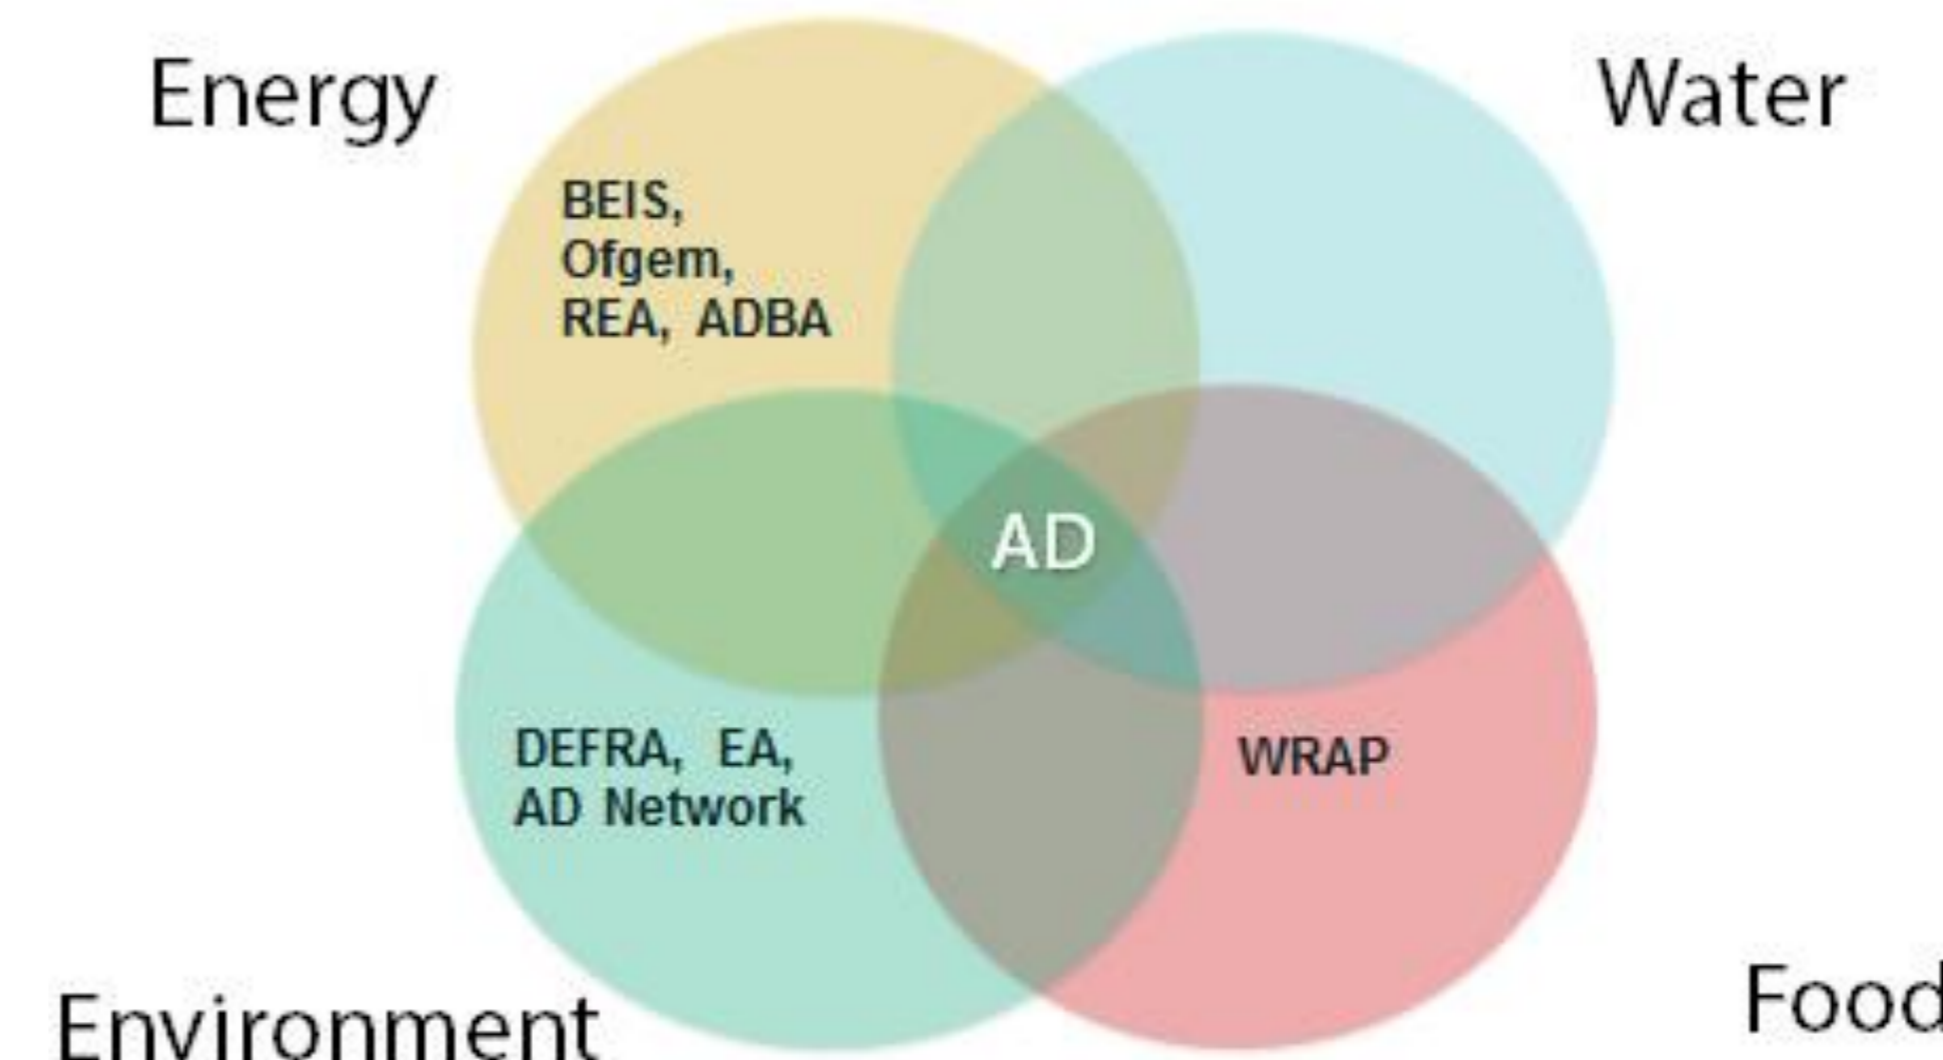 Energy
Water
BEIS,
Ofgem,
REA, ADBA
AD
DEFRA, EA,
AD Network
WRAP
Environment
Food